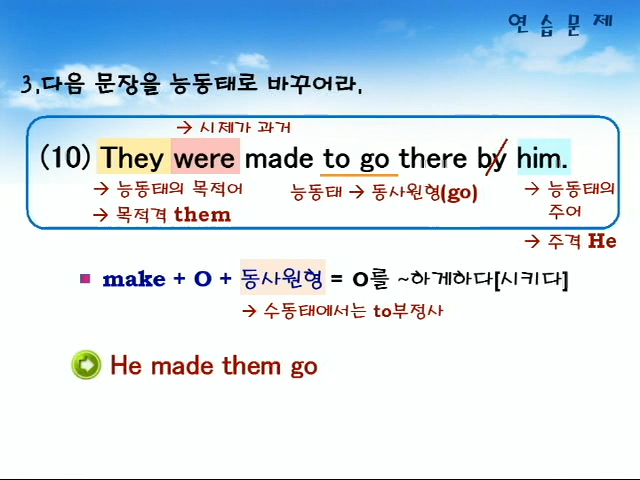 연 습 문 제
3. 다음 문장을 능동태로 바꾸어라.
→ 시제가 과거
(10) They were made to go there by him.
→ 능동태의 목적어
→ 목적격 them
능동태 → 동사원형(go)
→ 능동태의
주어
→ 주격 He
make + O + 동사원형 = O를 ~하게하다[시키다]
→ 수동태에서는 to부정사
He made them go